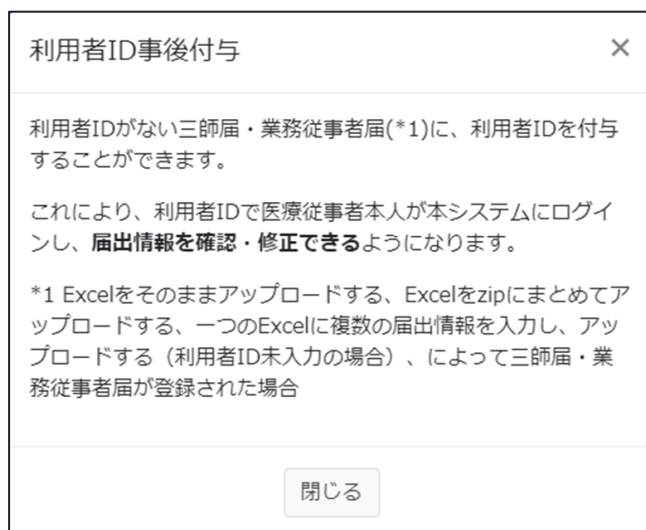 利用者ID事後付与
×
利用者IDがない三師届・業務従事者届(*1)に、利用者IDを付与
することができます。
これにより、利用者IDで医療従事者本人が本システムにログイ
ンし、届出情報を確認・修正できるようになります。
*1 Excelをそのままアップロードする、Excelをzipにまとめてア
ップロードする、一つのExcelに複数の届出情報を入力し、アッ
プロードする（利用者ID未入力の場合）、によって三師届・業
務従事者届が登録された場合
閉じる